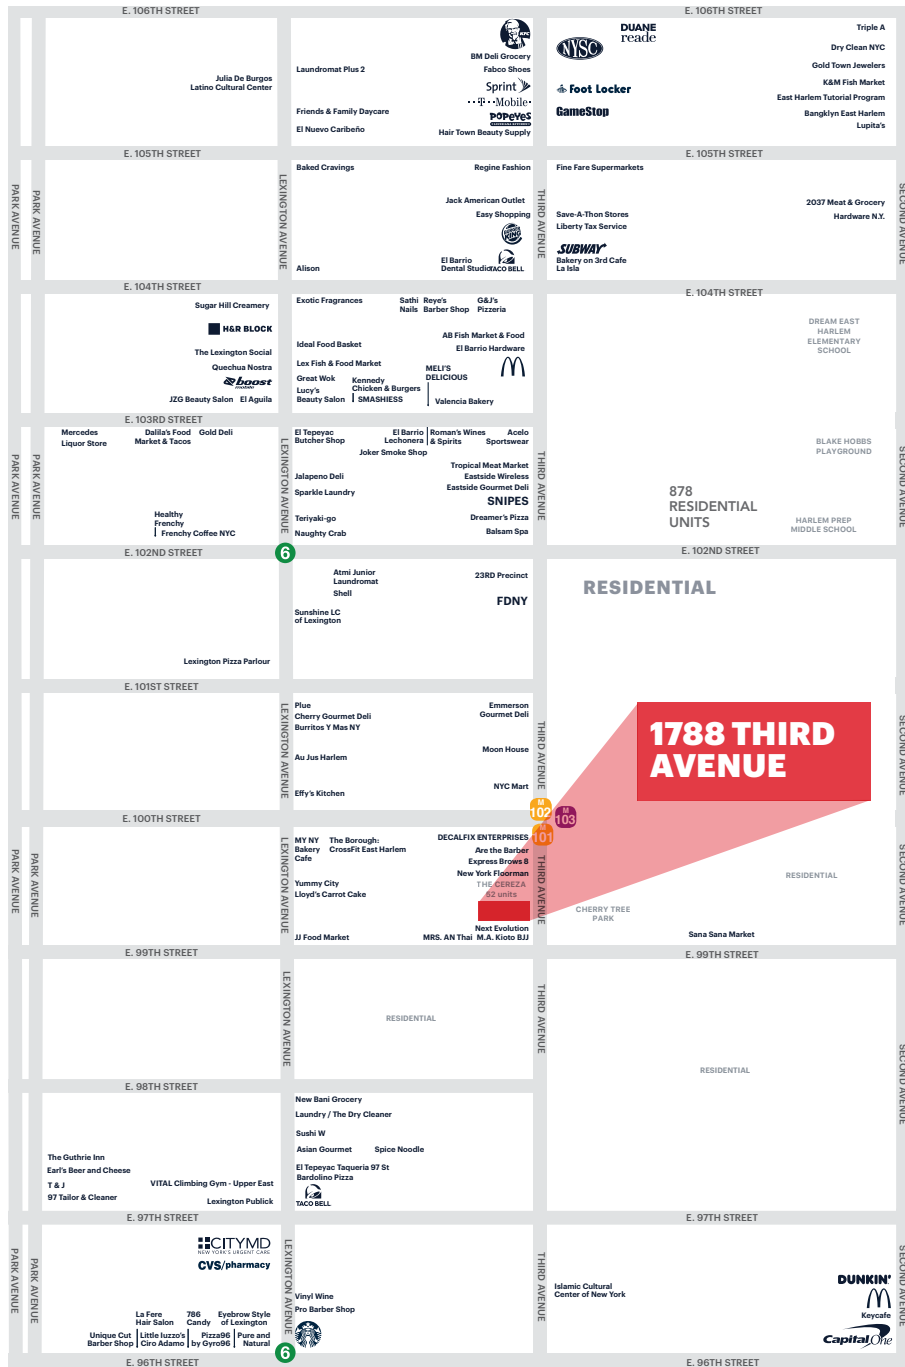 E. 106TH STREET
E. 106TH STREET
Julia De Burgos
Latino Cultural Center
KFC
BM Deli Grocery
Laundromat Plus 2
Fabco Shoes
Sprint
T Mobile
Friends & Family Daycare
POPEYES
El Nuevo Caribeño
Hair Town Beauty Supply
NYSC
DUANE
reade
Triple A
Dry Clean NYC
Gold Town Jewelers
Foot Locker
K&M Fish Market
East Harlem Tutorial Program
GameStop
Bangklyn East Harlem
Lupita's
E. 105TH STREET
E. 105TH STREET
PARK AVENUE
PARK AVENUE
LEXINGTON AVENUE
THIRD AVENUE
SECOND AVENUE
Baked Cravings
Regine Fashion
Jack American Outlet
Easy Shopping
BURGER
KING
El Barrio
Dental Studio
TACO BELL
Alison
Fine Fare Supermarkets
2037 Meat & Grocery
Save-A-Thon Stores
Hardware N.Y.
Liberty Tax Service
SUBWAY
Bakery on 3rd Cafe
La Isla
E. 104TH STREET
E. 104TH STREET
Sugar Hill Creamery
H&R BLOCK
The Lexington Social
Quechua Nostra
boost
mobile
JZG Beauty Salon
El Aguila
Exotic Fragrances
Sathi
Nails
Reye's
Barber Shop
G&J's
Pizzeria
AB Fish Market & Food
Ideal Food Basket
El Barrio Hardware
Lex Fish & Food Market
MELI'S
DELICIOUS
Great Wok
Kennedy
Chicken & Burgers
Lucy's
Beauty Salon
SMASHIESS
Valencia Bakery
DREAM EAST
HARLEM
ELEMENTARY
SCHOOL
E. 103RD STREET
PARK AVENUE
PARK AVENUE
LEXINGTON AVENUE
THIRD AVENUE
SECOND AVENUE
Mercedes
Liquor Store
Dalila's Food
Market & Tacos
Gold Deli
Healthy
Frenchy
Frenchy Coffee NYC
El Tepeyac
Butcher Shop
El Barrio
Lechonera
Roman's Wines
& Spirits
Acelo
Sportswear
Joker Smoke Shop
Tropical Meat Market
Jalapeno Deli
Eastside Wireless
Eastside Gourmet Deli
Sparkle Laundry
SNIPES
Teriyaki-go
Dreamer's Pizza
Naughty Crab
Balsam Spa
BLAKE HOBBS
PLAYGROUND
878
RESIDENTIAL
UNITS
HARLEM PREP
MIDDLE SCHOOL
E. 102ND STREET
6
E. 102ND STREET
Atmi Junior
Laundromat
23RD Precinct
Shell
FDNY
Sunshine LC
of Lexington
Lexington Pizza Parlour
RESIDENTIAL
E. 101ST STREET
LEXINGTON AVENUE
THIRD AVENUE
SECOND AVENUE
Plue
Cherry Gourmet Deli
Burritos Y Mas NY
Emmerson
Gourmet Deli
Au Jus Harlem
Moon House
NYC Mart
Effy's Kitchen
1788 THIRD
AVENUE
E. 100TH STREET
M
102
M
103
M
101
PARK AVENUE
PARK AVENUE
LEXINGTON AVENUE
THIRD AVENUE
SECOND AVENUE
MY NY
Bakery
Cafe
The Borough:
CrossFit East Harlem
DECALFIX ENTERPRISES
Are the Barber
Express Brows 8
New York Floorman
THE CEREZA
52 units
Yummy City
Lloyd's Carrot Cake
Next Evolution
JJ Food Market
MRS. AN Thai
M.A. Kioto BJJ
RESIDENTIAL
CHERRY TREE
PARK
Sana Sana Market
E. 99TH STREET
E. 99TH STREET
LEXINGTON AVENUE
THIRD AVENUE
SECOND AVENUE
RESIDENTIAL
RESIDENTIAL
E. 98TH STREET
New Bani Grocery
Laundry / The Dry Cleaner
Sushi W
Asian Gourmet
Spice Noodle
El Tepeyac Taqueria 97 St
Bardolino Pizza
TACO BELL
The Guthrie Inn
Earl's Beer and Cheese
T & J
VITAL Climbing Gym - Upper East
97 Tailor & Cleaner
Lexington Publick
E. 97TH STREET
E. 97TH STREET
PARK AVENUE
PARK AVENUE
LEXINGTON AVENUE
THIRD AVENUE
SECOND AVENUE
CITYMD
NEW YORK'S URGENT CARE
CVS/pharmacy
La Fere
Hair Salon
786
Candy
Eyebrow Style
of Lexington
Unique Cut
Barber Shop
Little Iuzzo's
Ciro Adamo
Pizza96
by Gyro96
Pure and
Natural
Vinyl Wine
Pro Barber Shop
Islamic Cultural
Center of New York
DUNKIN'
Keycafe
Capital One
E. 96TH STREET
6
E. 96TH STREET